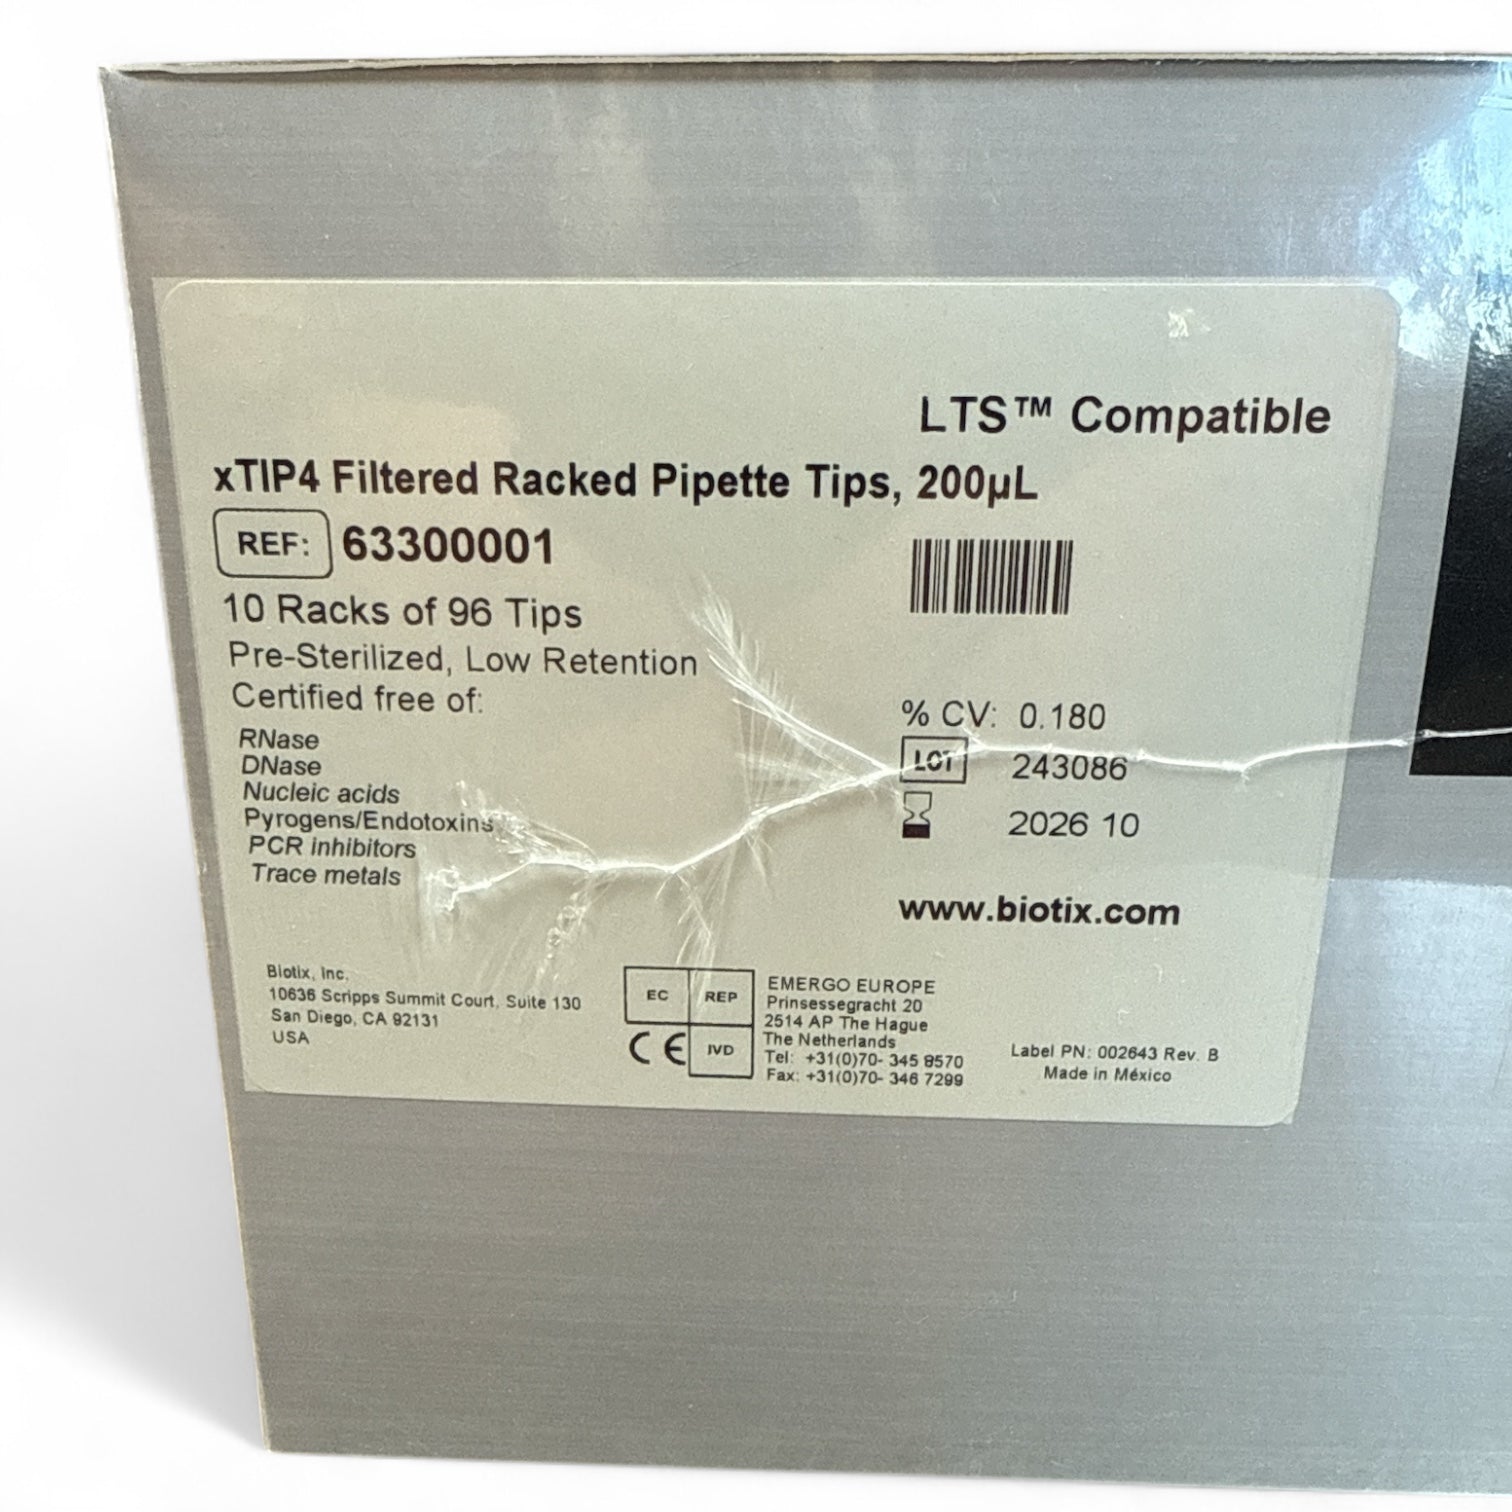 LTS™ Compatible
xTIP4 Filtered Racked Pipette Tips, 200µL
REF: 63300001
10 Racks of 96 Tips
Pre-Sterilized, Low Retention
Certified free of:
RNase
DNase
Nucleic acids
Pyrogens/Endotoxins
PCR inhibitors
Trace metals
% CV: 0.180
LOT 243086
2026 10
www.biotix.com
Biotix, Inc.
10636 Scripps Summit Court, Suite 130
San Diego, CA 92131
USA
EC REP
CE IVD
EMERGO EUROPE
Prinsessegracht 20
2514 AP The Hague
The Netherlands
Tel: +31(0)70- 345 8570
Fax: +31(0)70- 346 7299
Label PN: 002643 Rev. B
Made in México